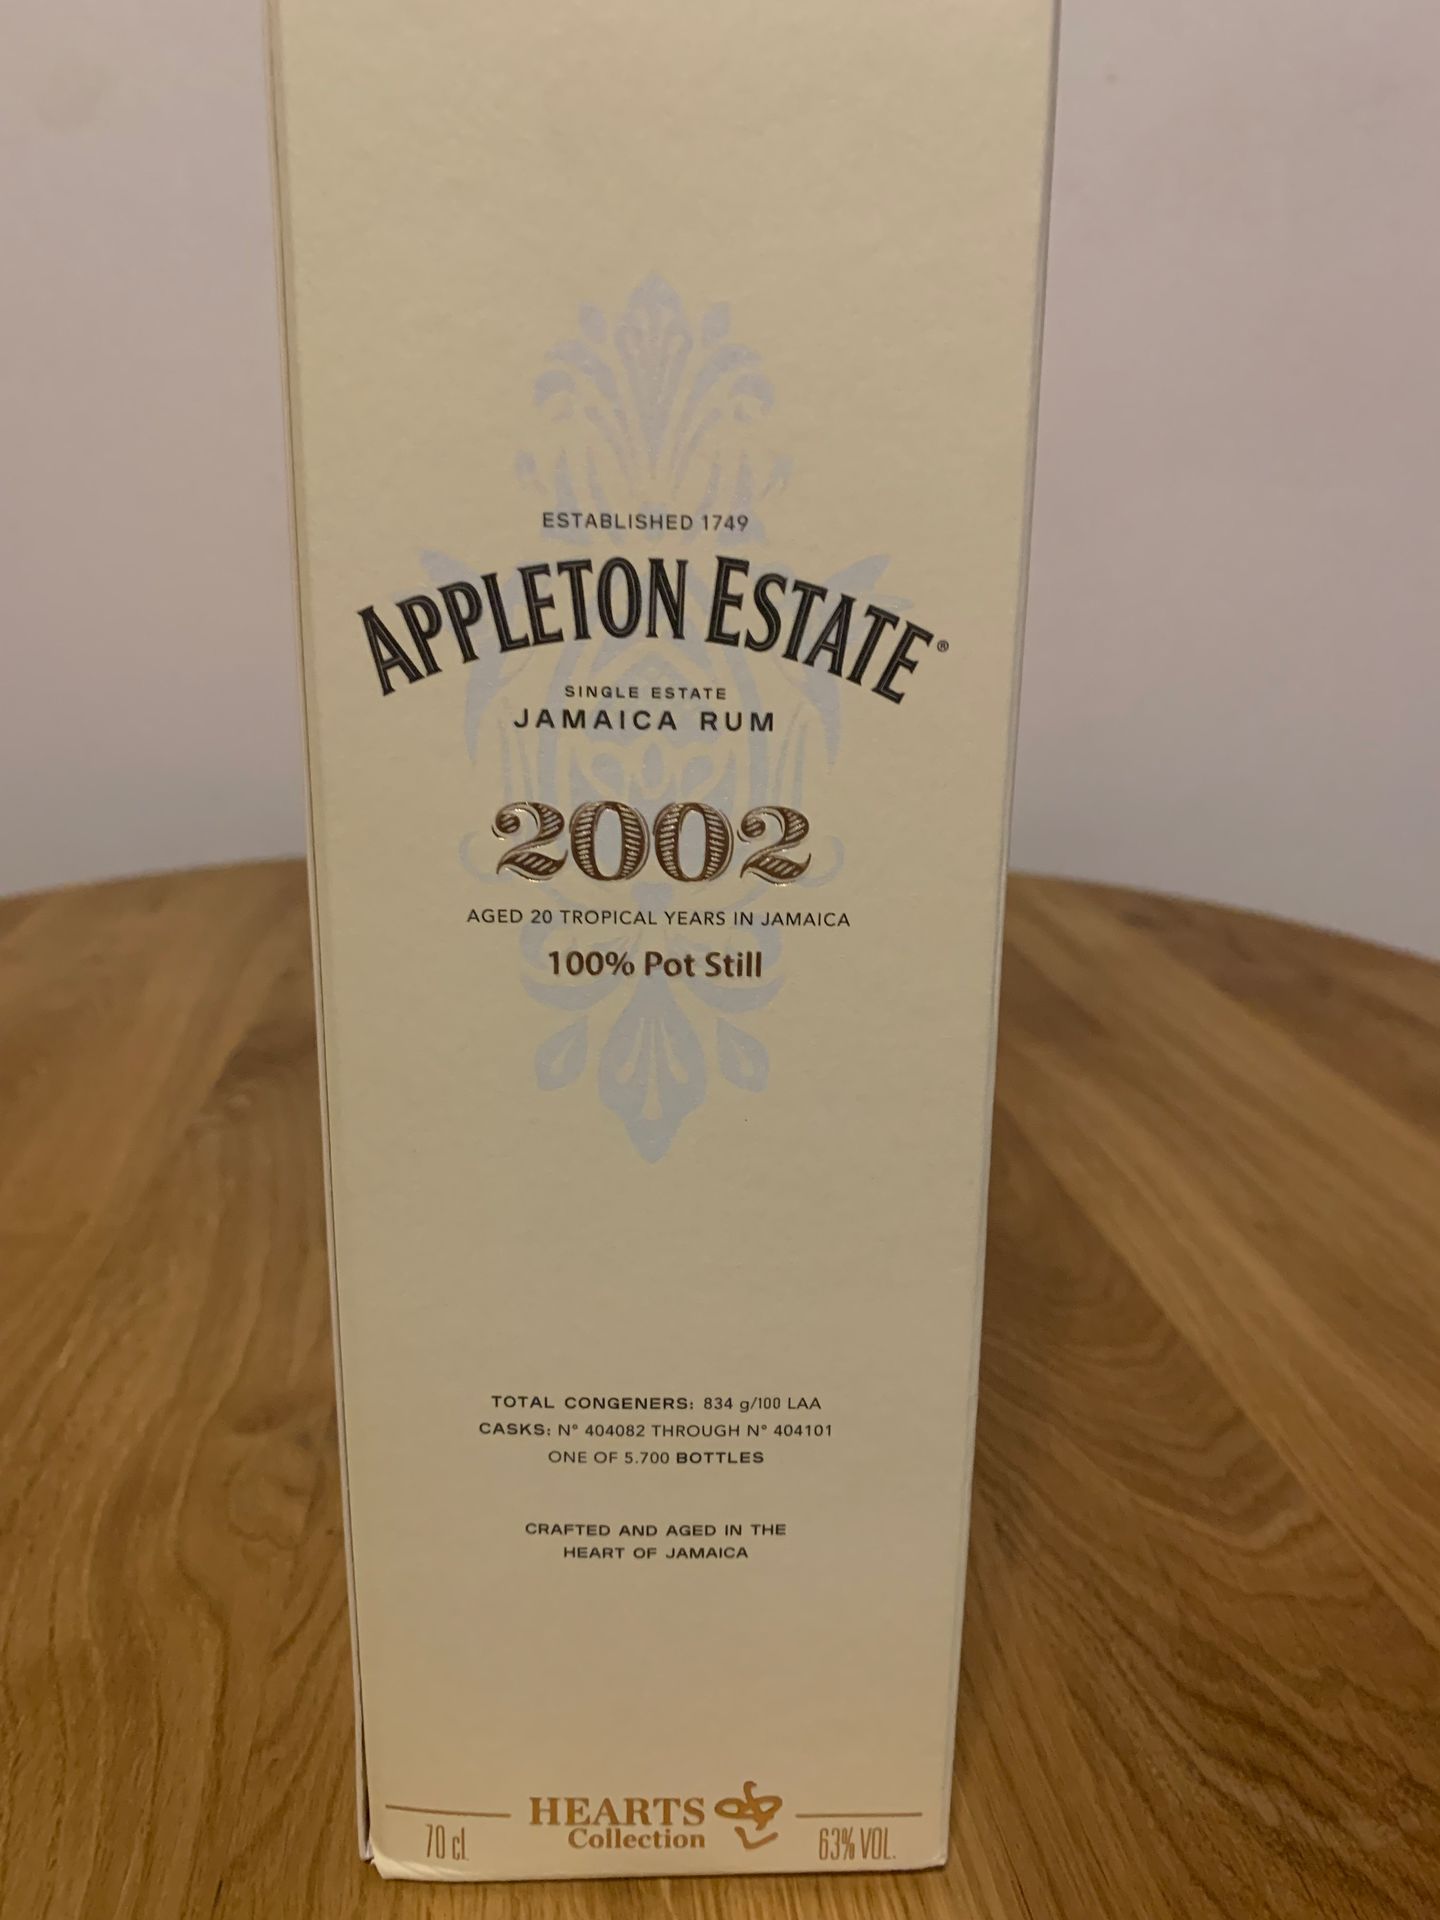 ESTABLISHED 1749
APPLETON ESTATE®
SINGLE ESTATE
JAMAICA RUM
2002
AGED 20 TROPICAL YEARS IN JAMAICA
100% Pot Still
TOTAL CONGENERS: 834 g/100 LAA
CASKS: N° 404082 THROUGH N° 404101
ONE OF 5.700 BOTTLES
CRAFTED AND AGED IN THE
HEART OF JAMAICA
HEARTS
Collection
70 cl.
63% VOL.